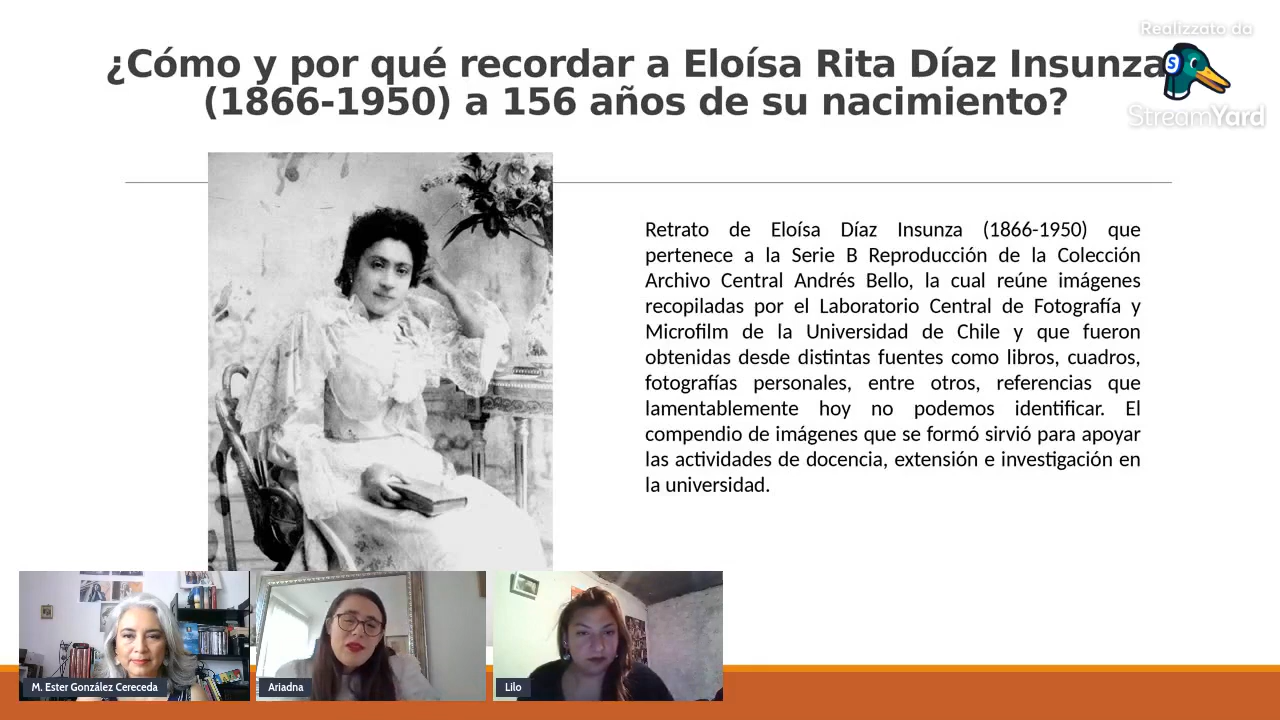 Realizzato da
StreamYard
¿Cómo y por qué recordar a Eloísa Rita Díaz Insunza
(1866-1950) a 156 años de su nacimiento?
Retrato de Eloísa Díaz Insunza (1866-1950) que
pertenece a la Serie B Reproducción de la Colección
Archivo Central Andrés Bello, la cual reúne imágenes
recopiladas por el Laboratorio Central de Fotografía y
Microfilm de la Universidad de Chile y que fueron
obtenidas desde distintas fuentes como libros, cuadros,
fotografías personales, entre otros, referencias que
lamentablemente hoy no podemos identificar. El
compendio de imágenes que se formó sirvió para apoyar
las actividades de docencia, extensión e investigación en
la universidad.
M. Ester González Cereceda
Ariadna
Lilo